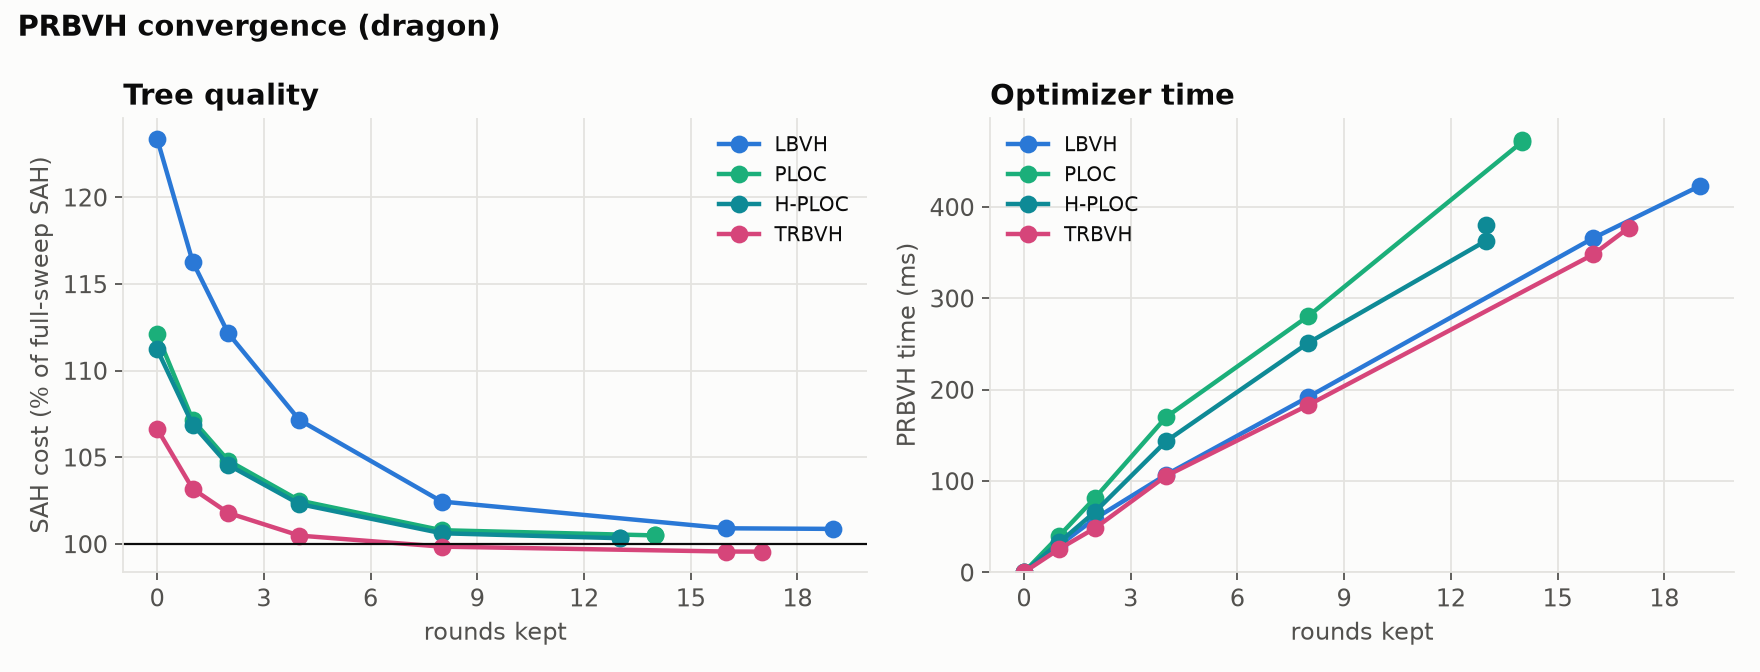 PRBVH convergence (dragon)
Tree quality
SAH cost (% of full-sweep SAH)
120
115
110
105
100
0 3 6 9 12 15 18
rounds kept
LBVH
PLOC
H-PLOC
TRBVH
Optimizer time
PRBVH time (ms)
400
300
200
100
0
0 3 6 9 12 15 18
rounds kept
LBVH
PLOC
H-PLOC
TRBVH